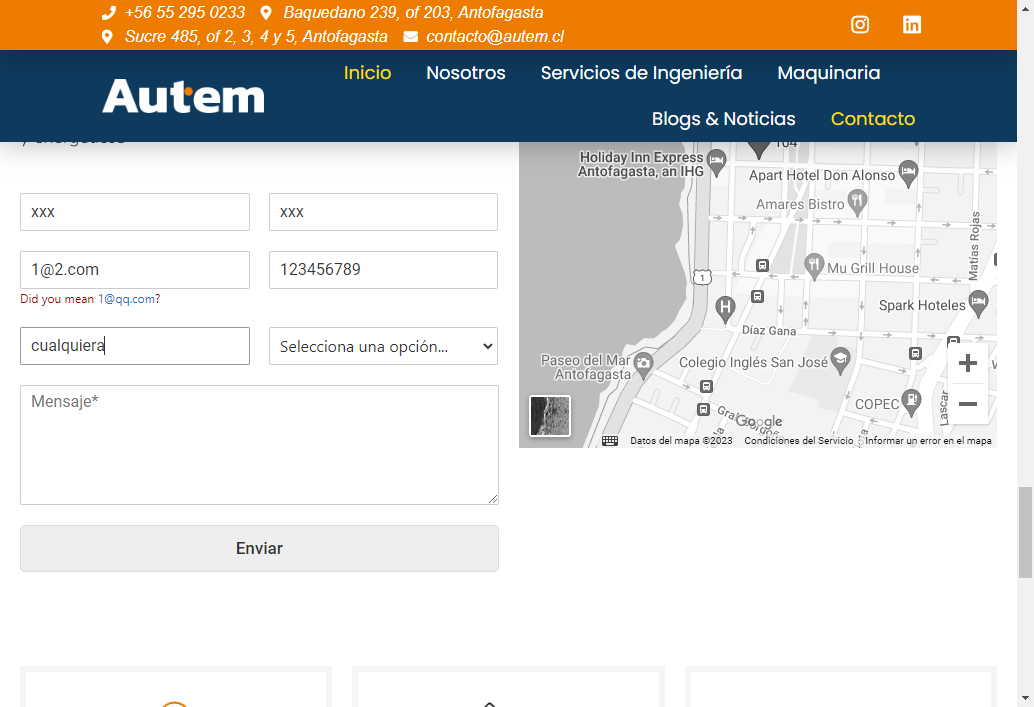 +56 55 295 0233 Baquedano 239, of 203, Antofagasta
Sucre 485, of 2, 3, 4 y 5, Antofagasta contacto@autem.cl
Autem
Inicio Nosotros Servicios de Ingeniería Maquinaria
Blogs & Noticias Contacto
xxx xxx
1@2.com 123456789
Did you mean 1@qq.com?
cualquiera Selecciona una opción...
Mensaje*
Enviar
164
Holiday Inn Express
Antofagasta, an IHG
Apart Hotel Don Alonso
Amares Bistro
Matías Rojas
Mu Grill House
1
Spark Hoteles
H
Díaz Gana
Paseo del Mar
Antofagasta
Colegio Inglés San José
COPEC
Lascar
Google
Datos del mapa ©2023 Condiciones del Servicio Informar un error en el mapa